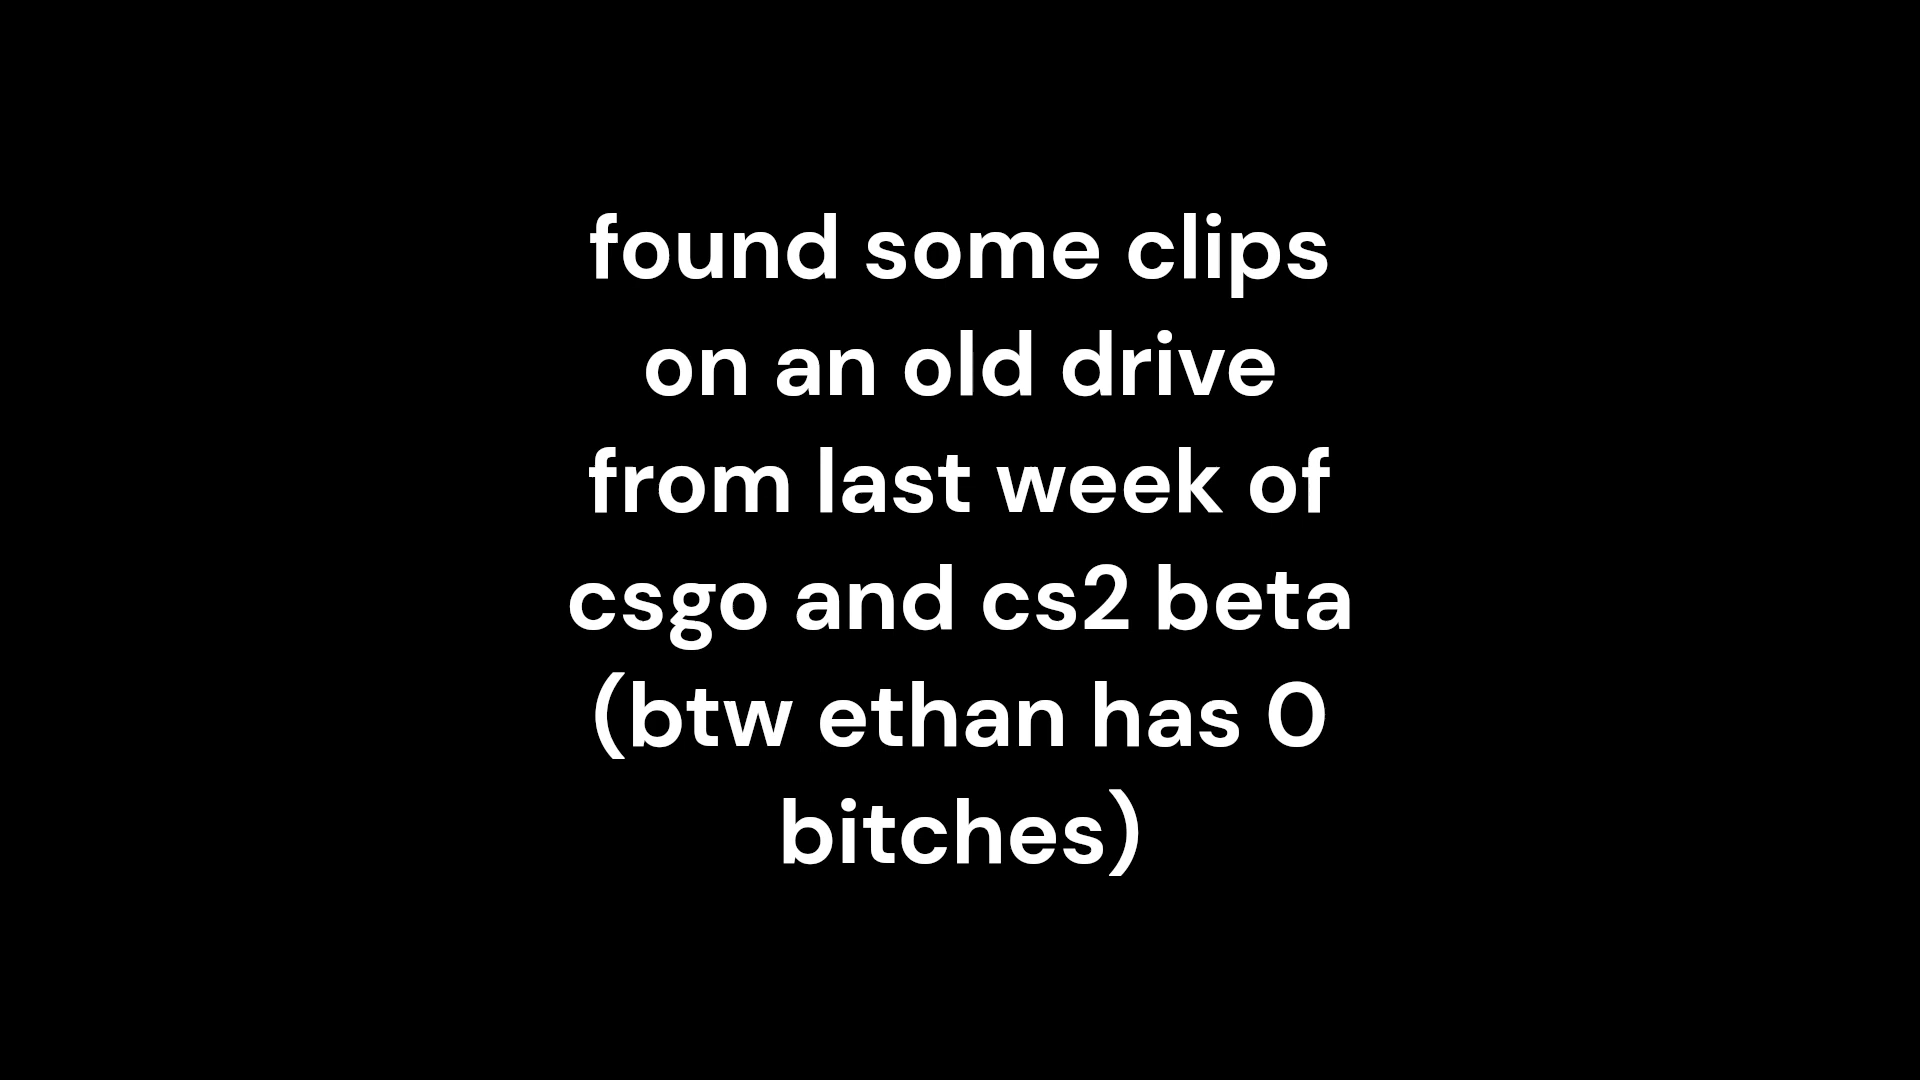 found some clips
on an old drive
from last week of
csgo and cs2 beta
(btw ethan has 0
bitches)